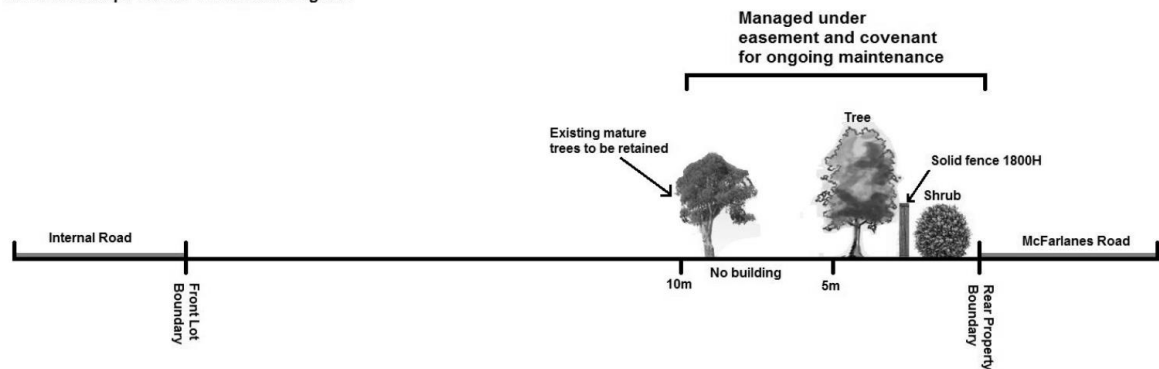 Managed under
easement and covenant
for ongoing maintenance
Tree
Existing mature
trees to be retained
Solid fence 1800H
Shrub
Internal Road
McFarlanes Road
10m
No building
5m
Front Lot
Boundary
Rear Property
Boundary